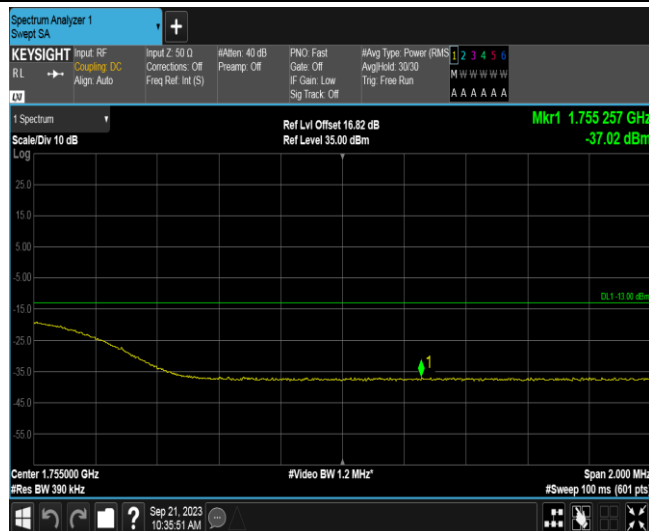 Spectrum Analyzer 1
Swept SA
KEYSIGHT
RL
LXI
Input: RF
Coupling: DC
Align: Auto
Input Z: 50 Ω
Corrections: Off
Freq Ref: Int (S)
#Atten: 40 dB
Preamp: Off
PNO: Fast
Gate: Off
IF Gain: Low
Sig Track: Off
#Avg Type: Power (RMS
Avg|Hold: 30/30
Trig: Free Run
1 2 3 4 5 6
M W W W W W
A A A A A A
1 Spectrum
Scale/Div 10 dB
Ref Lvl Offset 16.82 dB
Ref Level 35.00 dBm
Mkr1 1.755 257 GHz
-37.02 dBm
Log
25.0
15.0
5.00
-5.00
DL1 -13.00 dBm
-15.0
-25.0
-35.0
1
-45.0
-55.0
Center 1.755000 GHz
#Video BW 1.2 MHz*
Span 2.000 MHz
#Res BW 390 kHz
#Sweep 100 ms (601 pts)
?
Sep 21, 2023
10:35:51 AM